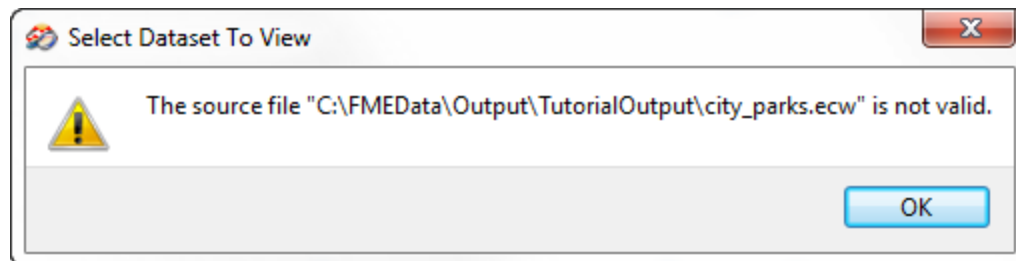 Select Dataset To View
The source file "C:\FMEData\Output\TutorialOutput\city_parks.ecw" is not valid.
OK